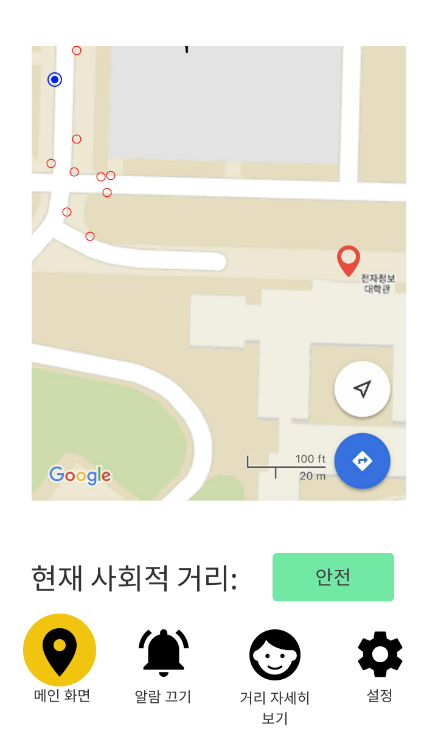 전자정보
대학관
100 ft
20 m
Google
현재 사회적 거리: 안전
메인 화면
알람 끄기
거리 자세히
보기
설정